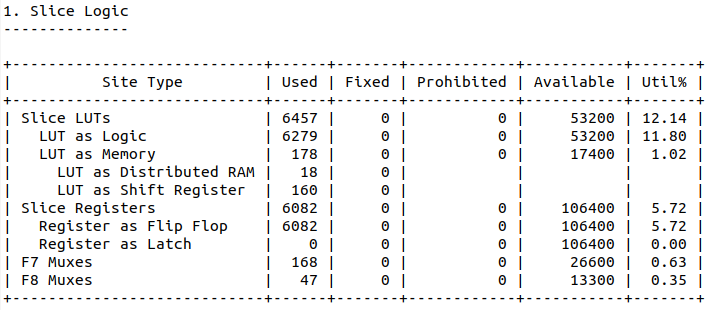 1. Slice Logic
--------------

+----------------------------+------+-------+------------+-----------+-------+
|          Site Type         | Used | Fixed | Prohibited | Available | Util% |
+----------------------------+------+-------+------------+-----------+-------+
| Slice LUTs                 | 6457 |     0 |          0 |     53200 | 12.14 |
|   LUT as Logic             | 6279 |     0 |          0 |     53200 | 11.80 |
|   LUT as Memory            |  178 |     0 |          0 |     17400 |  1.02 |
|     LUT as Distributed RAM |   18 |     0 |            |           |       |
|     LUT as Shift Register  |  160 |     0 |            |           |       |
| Slice Registers            | 6082 |     0 |          0 |    106400 |  5.72 |
|   Register as Flip Flop    | 6082 |     0 |          0 |    106400 |  5.72 |
|   Register as Latch        |    0 |     0 |          0 |    106400 |  0.00 |
| F7 Muxes                   |  168 |     0 |          0 |     26600 |  0.63 |
| F8 Muxes                   |   47 |     0 |          0 |     13300 |  0.35 |
+----------------------------+------+-------+------------+-----------+-------+